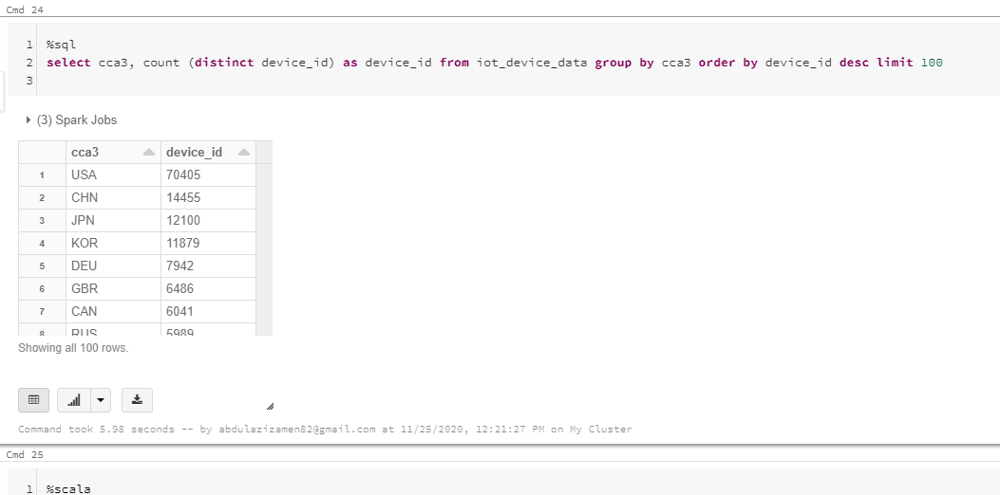 Cmd 24
1 %sql
2 select cca3, count (distinct device_id) as device_id from iot_device_data group by cca3 order by device_id desc limit 100
3
(3) Spark Jobs
cca3 device_id
1 USA 70405
2 CHN 14455
3 JPN 12100
4 KOR 11879
5 DEU 7942
6 GBR 6486
7 CAN 6041
8 RUS 5989
Showing all 100 rows.
Command took 5.98 seconds -- by abdulazizamen82@gmail.com at 11/25/2020, 12:21:27 PM on My Cluster
Cmd 25
1 %scala